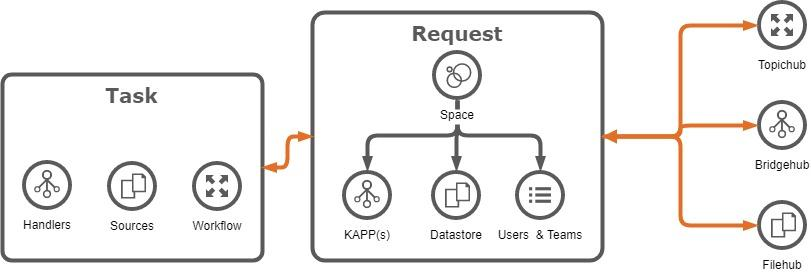 Task
Handlers
Sources
Workflow
Request
Space
KAPP(s)
Datastore
Users & Teams
Topichub
Bridgehub
Filehub